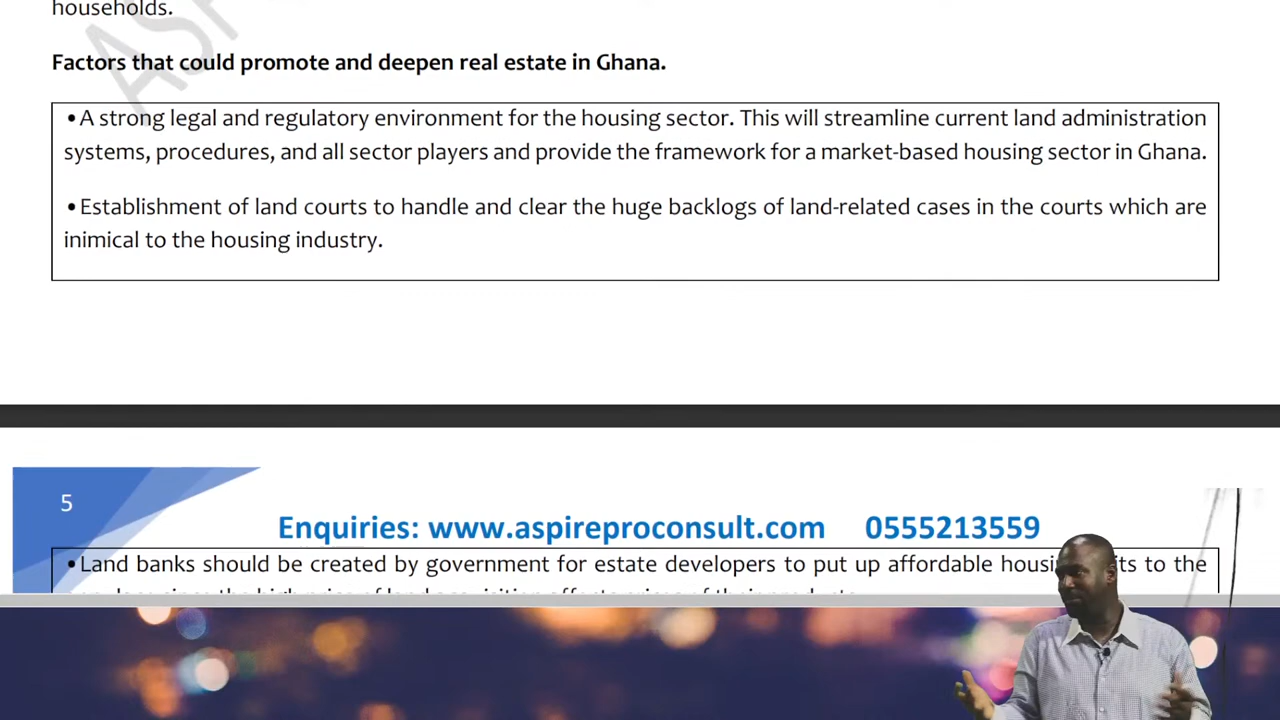 households.
Factors that could promote and deepen real estate in Ghana.
•A strong legal and regulatory environment for the housing sector. This will streamline current land administration
systems, procedures, and all sector players and provide the framework for a market-based housing sector in Ghana.
•Establishment of land courts to handle and clear the huge backlogs of land-related cases in the courts which are
inimical to the housing industry.
5
Enquiries: www.aspireproconsult.com 0555213559
•Land banks should be created by government for estate developers to put up affordable to the